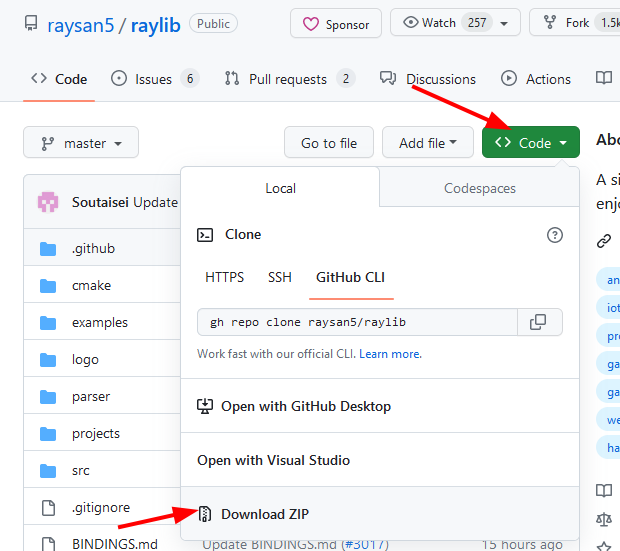 raysan5 / raylib Public Sponsor Watch 257 Fork 1.5k
Code Issues 6 Pull requests 2 Discussions Actions
master Go to file Add file Code
Abo
Local Codespaces
A si
enjo
Soutaisei Update
Clone
.github
HTTPS SSH GitHub CLI
cmake
an
iot
examples
gh repo clone raysan5/raylib
pro
logo
Work fast with our official CLI. Learn more.
ga
parser
Open with GitHub Desktop
ga
we
projects
ha
src
Open with Visual Studio
.gitignore
Download ZIP
BINDINGS.md Update BINDINGS.md (#3017) 15 hours ago